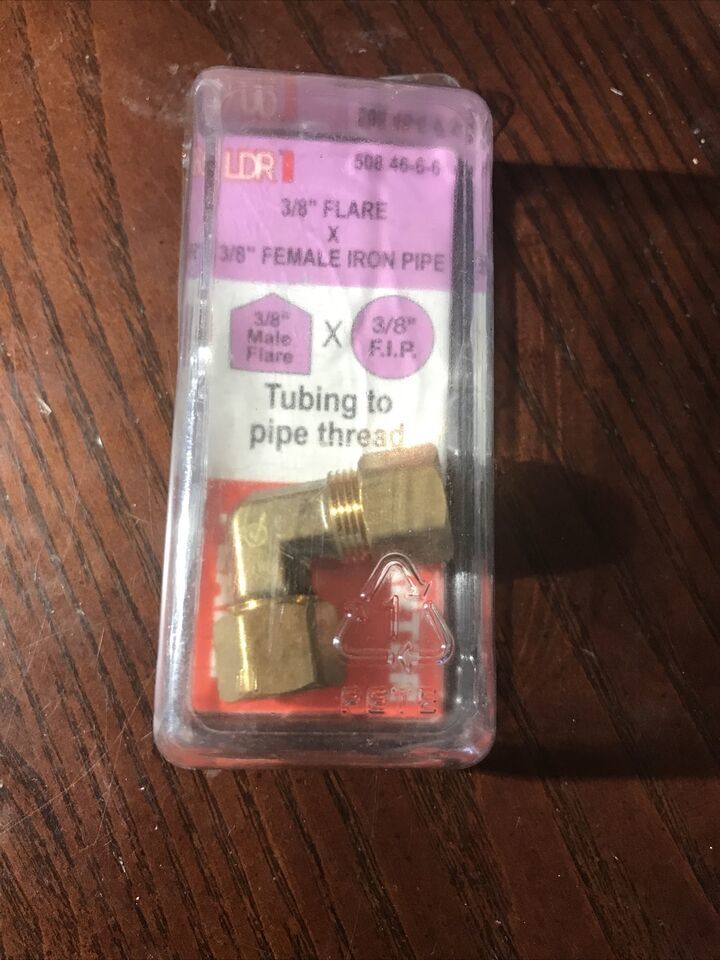 LDR
508 46-6-6
3/8" FLARE
X
3/8" FEMALE IRON PIPE
3/8"
Male
Flare
X
3/8"
F.I.P.
Tubing to
pipe thread
1